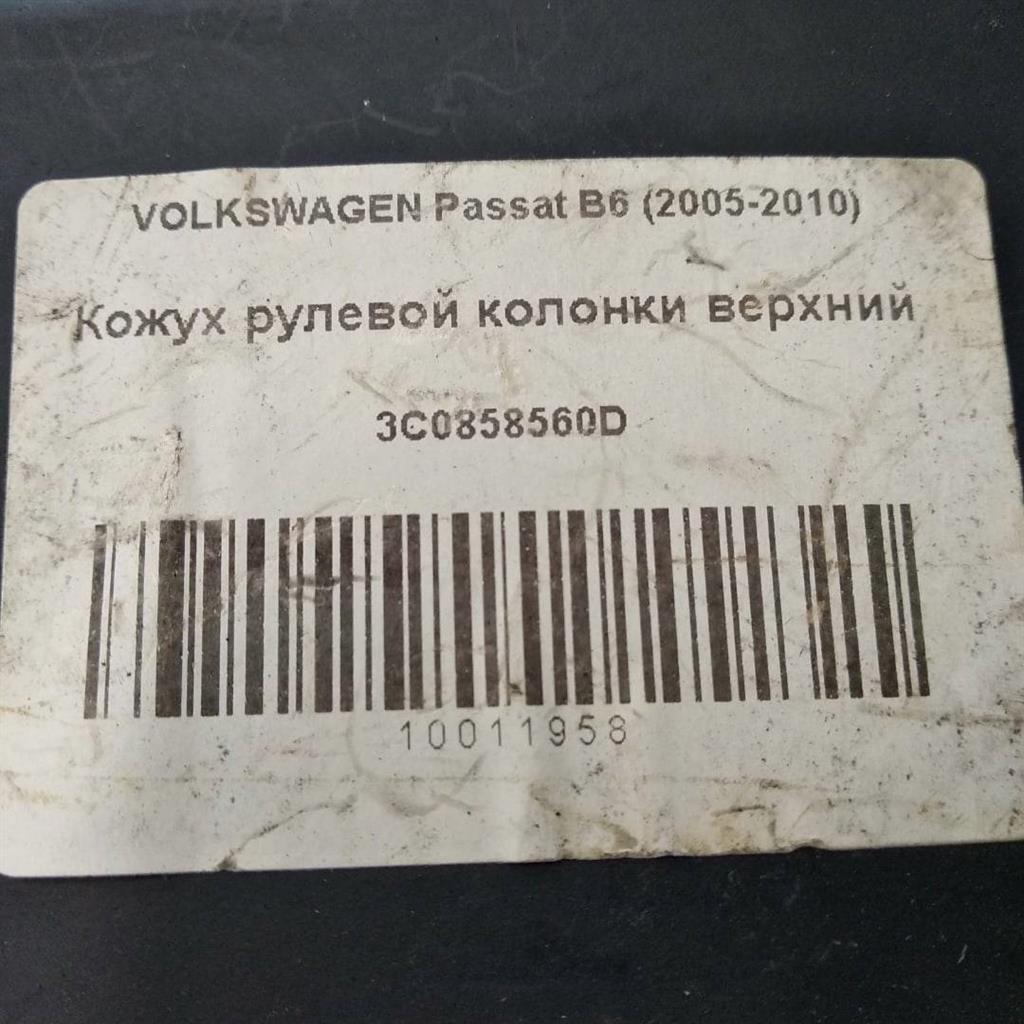 VOLKSWAGEN Passat B6 (2005-2010)
Кожух рулевой колонки верхний
3C0858560D
10011958